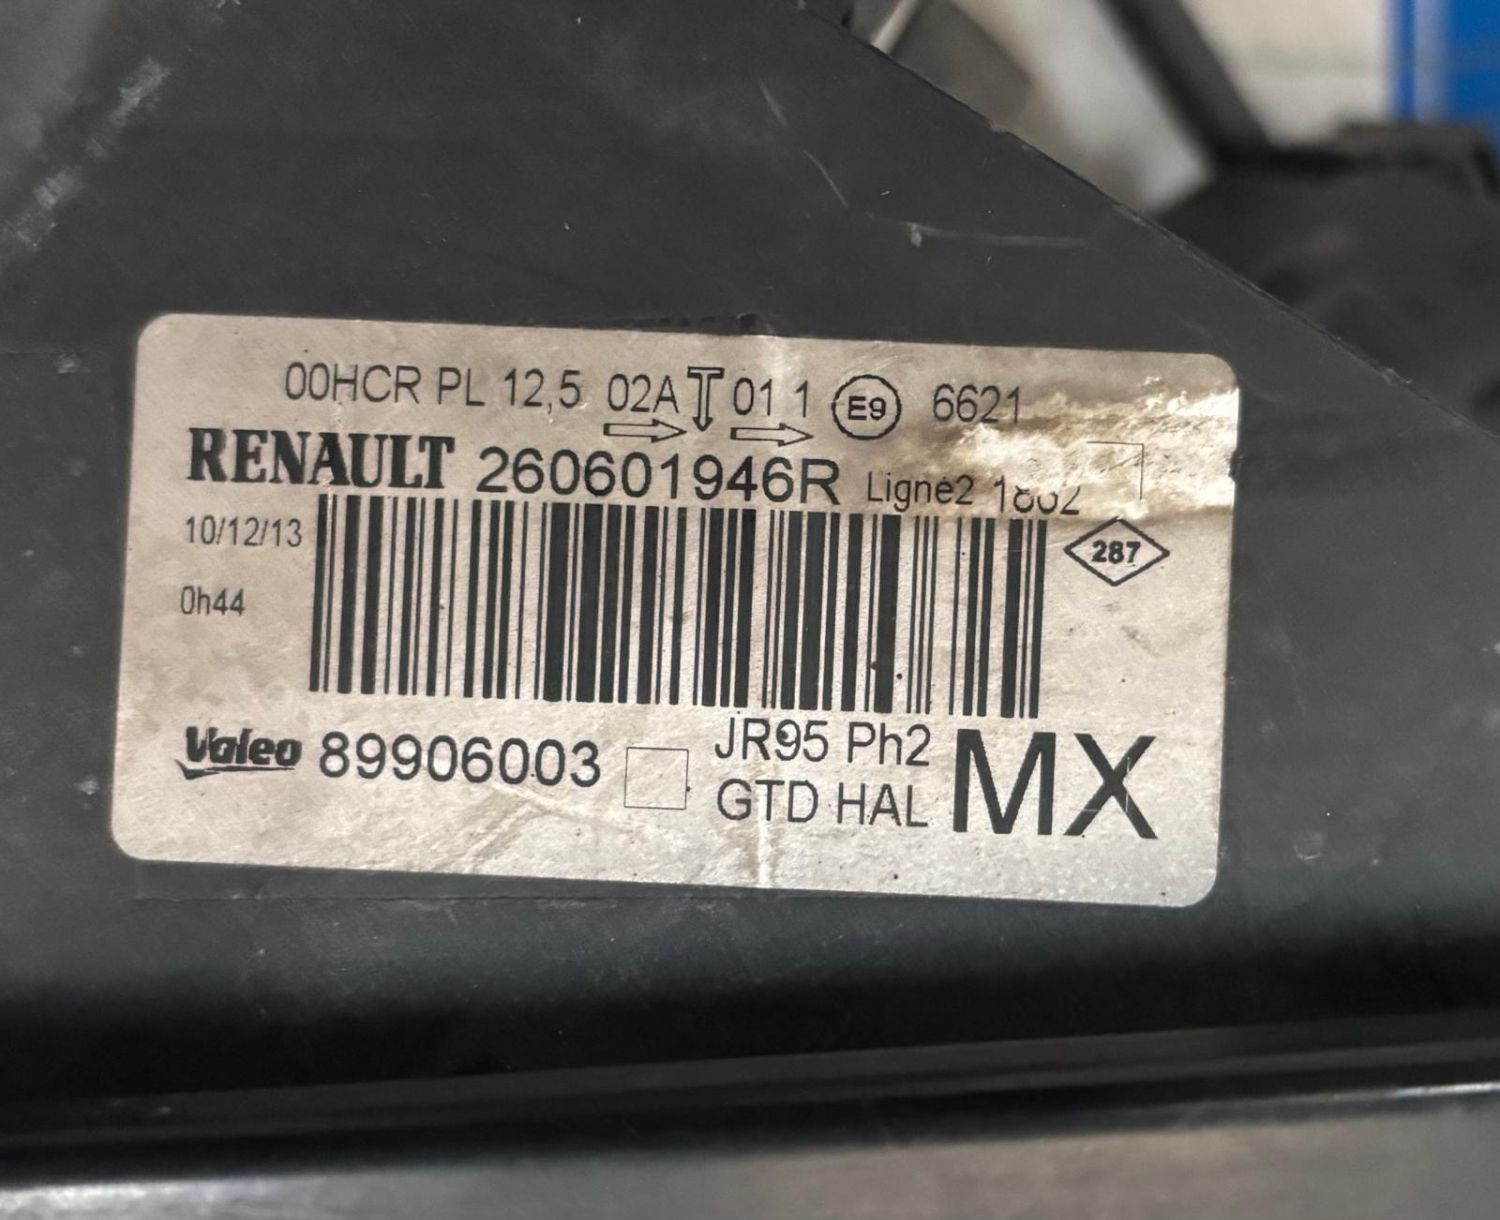 00HCR PL 12,5 02A 01 1 E9 6621
RENAULT 260601946R Ligne2
10/12/13
287
0h44
Valeo 89906003
JR95 Ph2
GTD HAL
MX